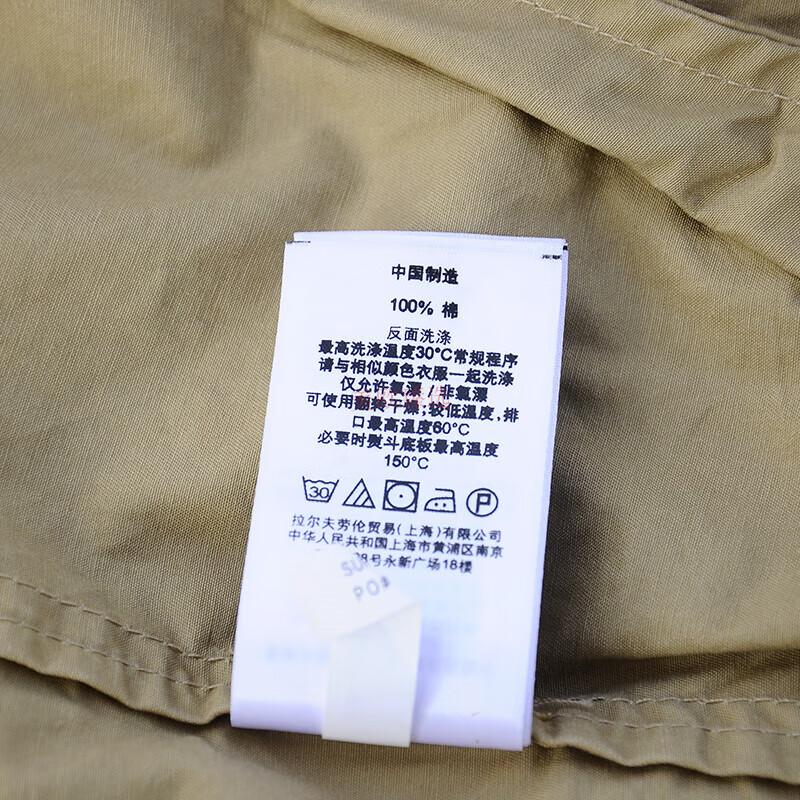 中国制造
100% 棉
反面洗涤
最高洗涤温度30°C常规程序
请与相似颜色衣服一起洗涤
仅允许氧漂/非氯漂
可使用翻转干燥;较低温度,排
口最高温度60°C
必要时熨斗底板最高温度
150°C
30 P
拉尔夫劳伦贸易(上海)有限公司
中华人民共和国上海市黄浦区南京
8号永新广场18楼
SU
PO